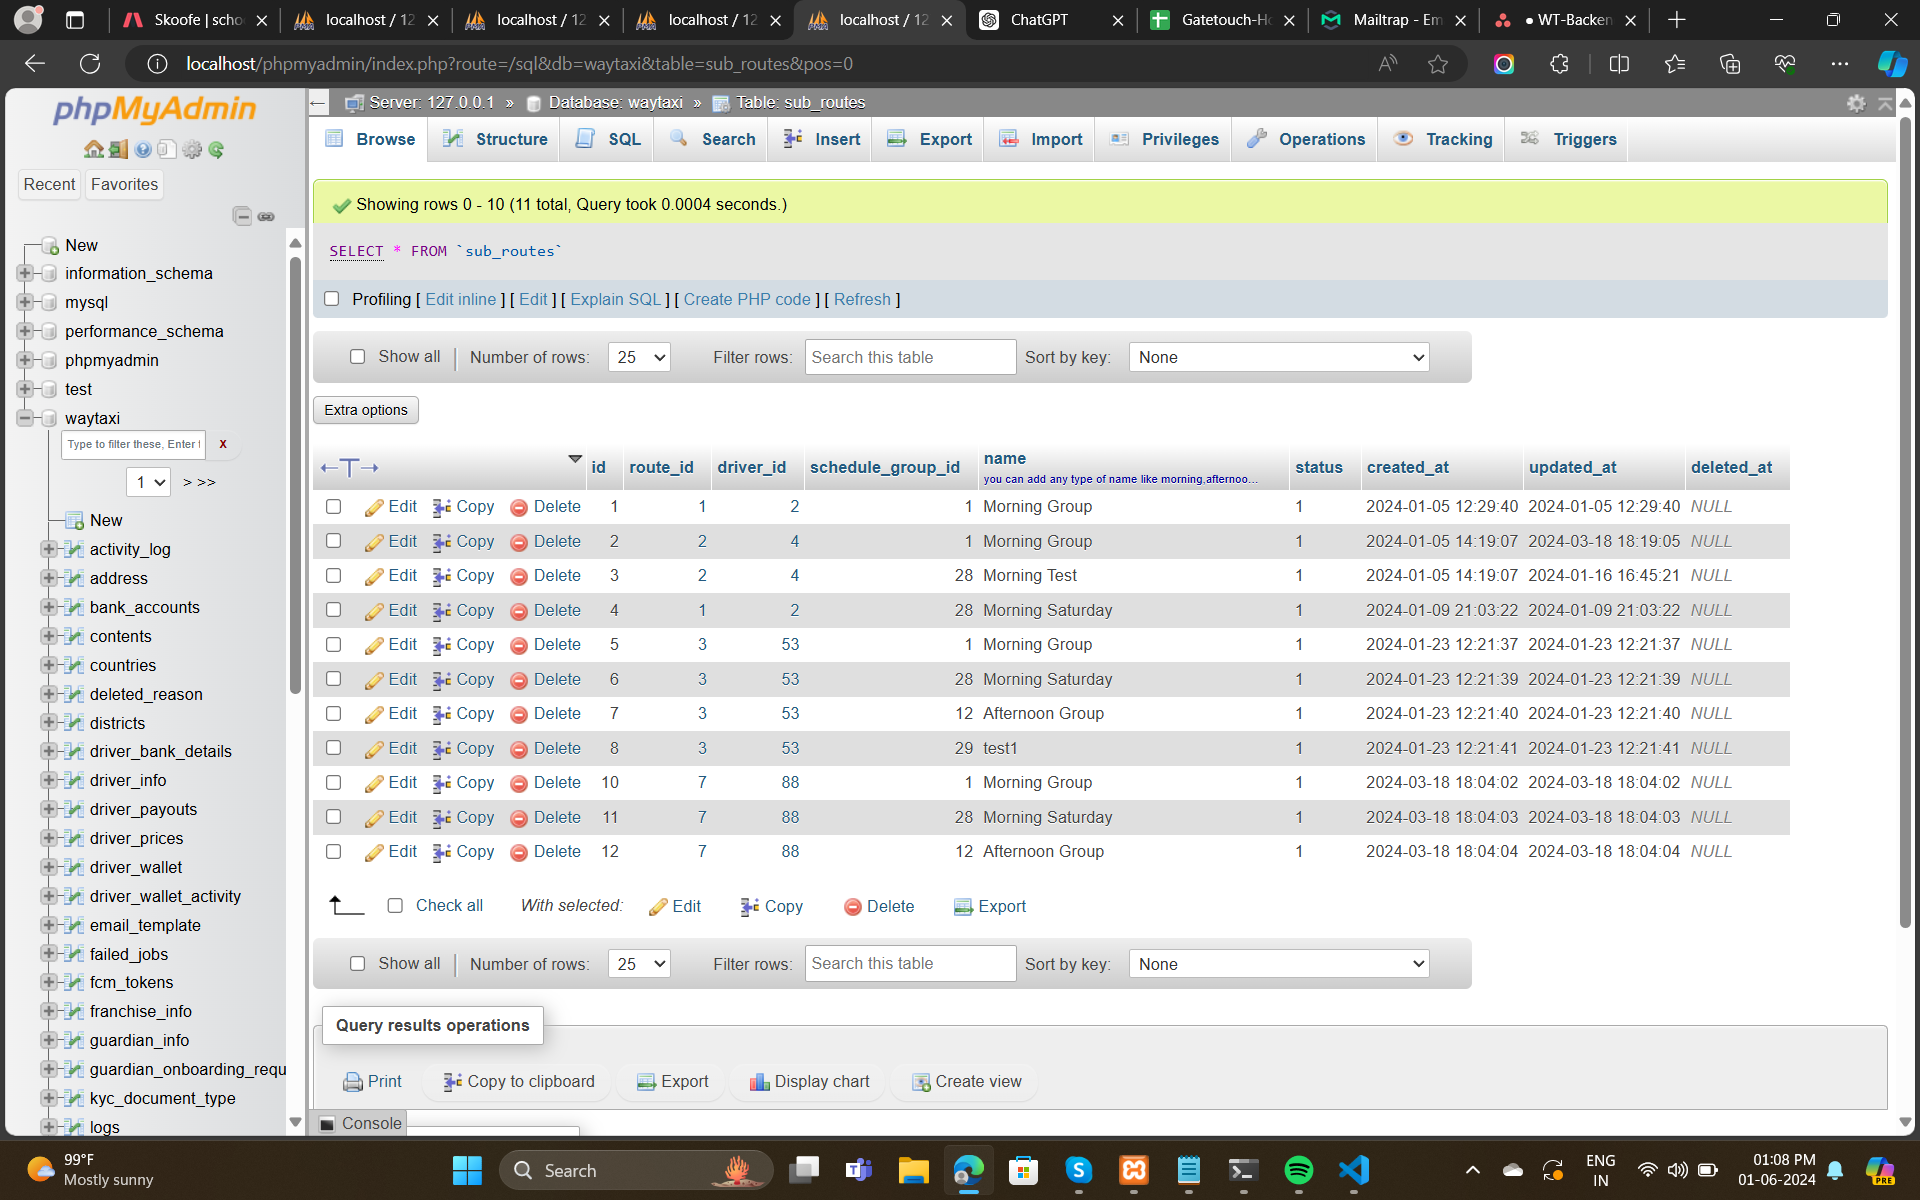 Skoofe | scho
localhost / 12
localhost / 12
localhost / 12
localhost / 12
ChatGPT
Gatetouch-Ho
Mailtrap - Em
• WT-Backen
localhost/phpmyadmin/index.php?route=/sql&db=waytaxi&table=sub_routes&pos=0
phpMyAdmin
Recent
Favorites
New
information_schema
mysql
performance_schema
phpmyadmin
test
waytaxi
Type to filter these, Enter t
X
1
> >>
New
activity_log
address
bank_accounts
contents
countries
deleted_reason
districts
driver_bank_details
driver_info
driver_payouts
driver_prices
driver_wallet
driver_wallet_activity
email_template
failed_jobs
fcm_tokens
franchise_info
guardian_info
guardian_onboarding_requ
kyc_document_type
logs
Server: 127.0.0.1 » Database: waytaxi » Table: sub_routes
Browse Structure SQL Search Insert Export Import Privileges Operations Tracking Triggers
Showing rows 0 - 10 (11 total, Query took 0.0004 seconds.)
SELECT * FROM `sub_routes`
Profiling [ Edit inline ] [ Edit ] [ Explain SQL ] [ Create PHP code ] [ Refresh ]
Show all | Number of rows: 25 Filter rows: Search this table Sort by key: None
Extra options
←T→ id route_id driver_id schedule_group_id name status created_at updated_at deleted_at
you can add any type of name like morning,afternoo...
Edit Copy Delete 1 1 2 1 Morning Group 1 2024-01-05 12:29:40 2024-01-05 12:29:40 NULL
Edit Copy Delete 2 2 4 1 Morning Group 1 2024-01-05 14:19:07 2024-03-18 18:19:05 NULL
Edit Copy Delete 3 2 4 28 Morning Test 1 2024-01-05 14:19:07 2024-01-16 16:45:21 NULL
Edit Copy Delete 4 1 2 28 Morning Saturday 1 2024-01-09 21:03:22 2024-01-09 21:03:22 NULL
Edit Copy Delete 5 3 53 1 Morning Group 1 2024-01-23 12:21:37 2024-01-23 12:21:37 NULL
Edit Copy Delete 6 3 53 28 Morning Saturday 1 2024-01-23 12:21:39 2024-01-23 12:21:39 NULL
Edit Copy Delete 7 3 53 12 Afternoon Group 1 2024-01-23 12:21:40 2024-01-23 12:21:40 NULL
Edit Copy Delete 8 3 53 29 test1 1 2024-01-23 12:21:41 2024-01-23 12:21:41 NULL
Edit Copy Delete 10 7 88 1 Morning Group 1 2024-03-18 18:04:02 2024-03-18 18:04:02 NULL
Edit Copy Delete 11 7 88 28 Morning Saturday 1 2024-03-18 18:04:03 2024-03-18 18:04:03 NULL
Edit Copy Delete 12 7 88 12 Afternoon Group 1 2024-03-18 18:04:04 2024-03-18 18:04:04 NULL
Check all With selected: Edit Copy Delete Export
Show all | Number of rows: 25 Filter rows: Search this table Sort by key: None
Query results operations
Print Copy to clipboard Export Display chart Create view
Console
99°F
Mostly sunny
Search
ENG
IN
01:08 PM
01-06-2024
PRE